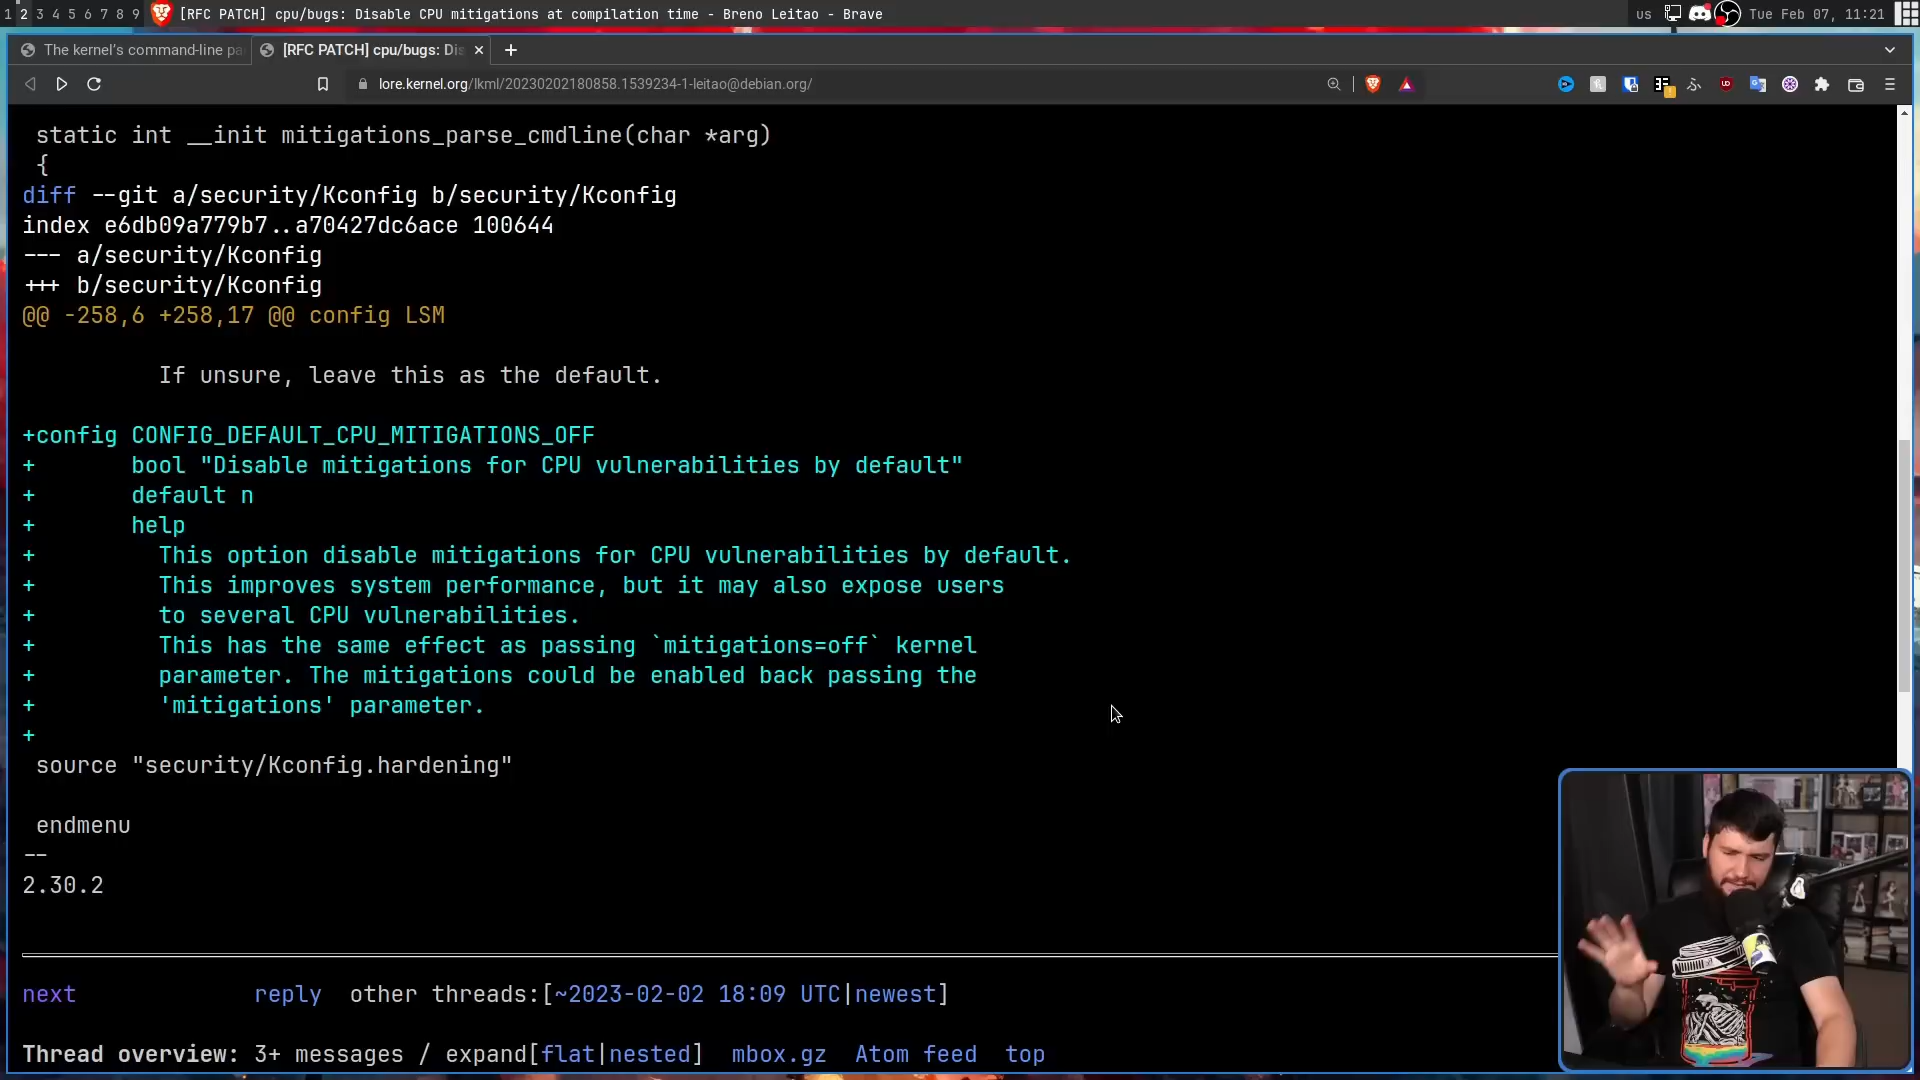 1 2 3 4 5 6 7 8 9 [RFC PATCH] cpu/bugs: Disable CPU mitigations at compilation time - Breno Leitao - Brave us Tue Feb 07, 11:21
The kernel's command-line pa [RFC PATCH] cpu/bugs: Dis
lore.kernel.org/lkml/20230202180858.1539234-1-leitao@debian.org/
static int __init mitigations_parse_cmdline(char *arg)
{
diff --git a/security/Kconfig b/security/Kconfig
index e6db09a779b7..a70427dc6ace 100644
--- a/security/Kconfig
+++ b/security/Kconfig
@@ -258,6 +258,17 @@ config LSM
If unsure, leave this as the default.
+config CONFIG_DEFAULT_CPU_MITIGATIONS_OFF
+ bool "Disable mitigations for CPU vulnerabilities by default"
+ default n
+ help
+ This option disable mitigations for CPU vulnerabilities by default.
+ This improves system performance, but it may also expose users
+ to several CPU vulnerabilities.
+ This has the same effect as passing `mitigations=off` kernel
+ parameter. The mitigations could be enabled back passing the
+ 'mitigations' parameter.
+
source "security/Kconfig.hardening"
endmenu
--
2.30.2
next reply other threads:[~2023-02-02 18:09 UTC|newest]
Thread overview: 3+ messages / expand[flat|nested] mbox.gz Atom feed top